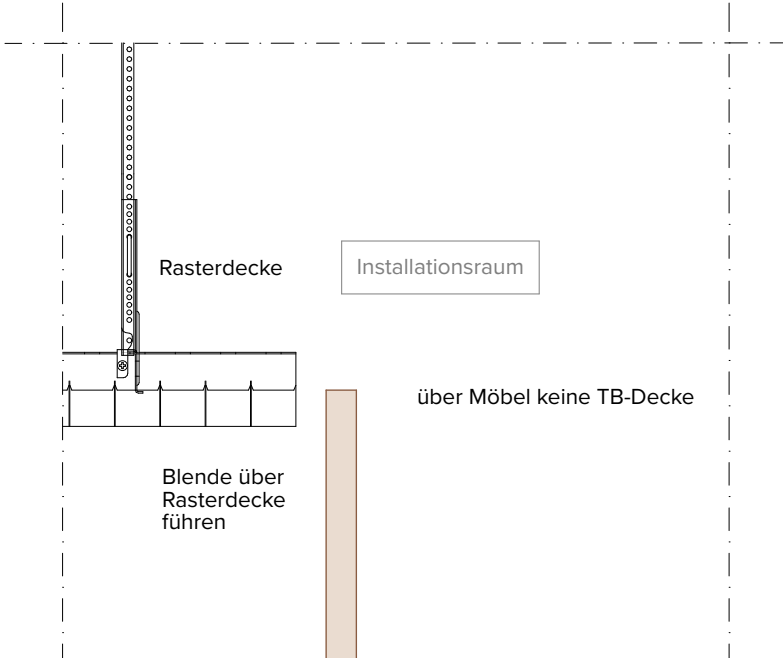 Rasterdecke
Installationsraum
über Möbel keine TB-Decke
Blende über
Rasterdecke
führen